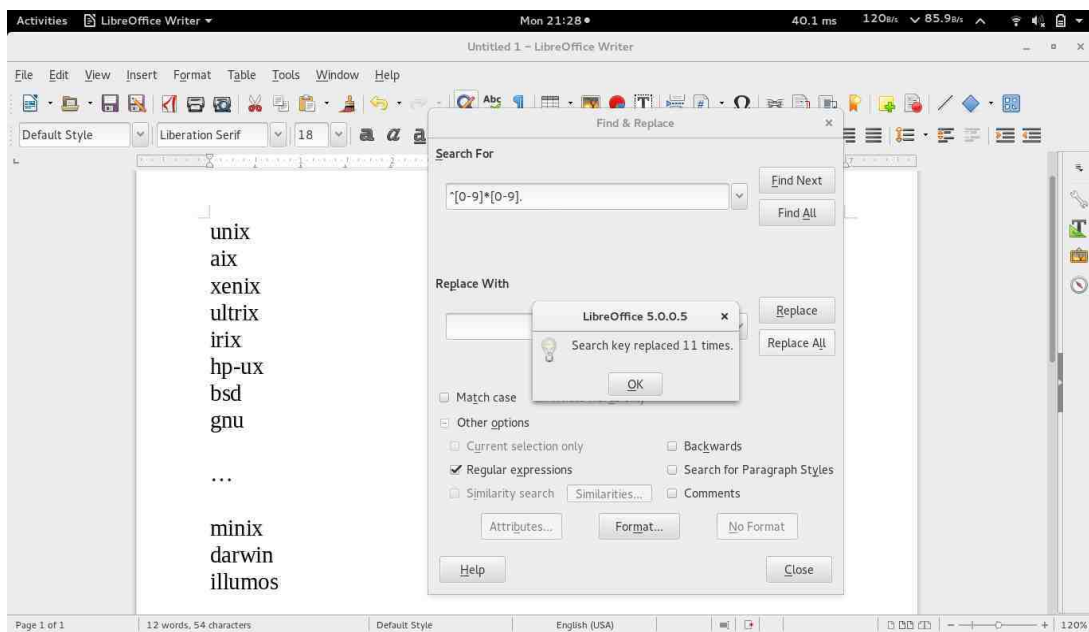 Activities LibreOffice Writer Mon 21:28 40.1 ms 120B/s 85.9B/s
Untitled 1 – LibreOffice Writer
File Edit View Insert Format Table Tools Window Help
Default Style Liberation Serif 18 a a a
Find & Replace
Search For
^[0-9]*[0-9].
Find Next
Find All
Replace With
Replace
Replace All
LibreOffice 5.0.0.5
Search key replaced 11 times.
OK
Match case
Other options
Current selection only Backwards
Regular expressions Search for Paragraph Styles
Similarity search Similarities... Comments
Attributes... Format... No Format
Help Close
unix
aix
xenix
ultrix
irix
hp-ux
bsd
gnu
…
minix
darwin
illumos
Page 1 of 1 12 words, 54 characters Default Style English (USA) 120%